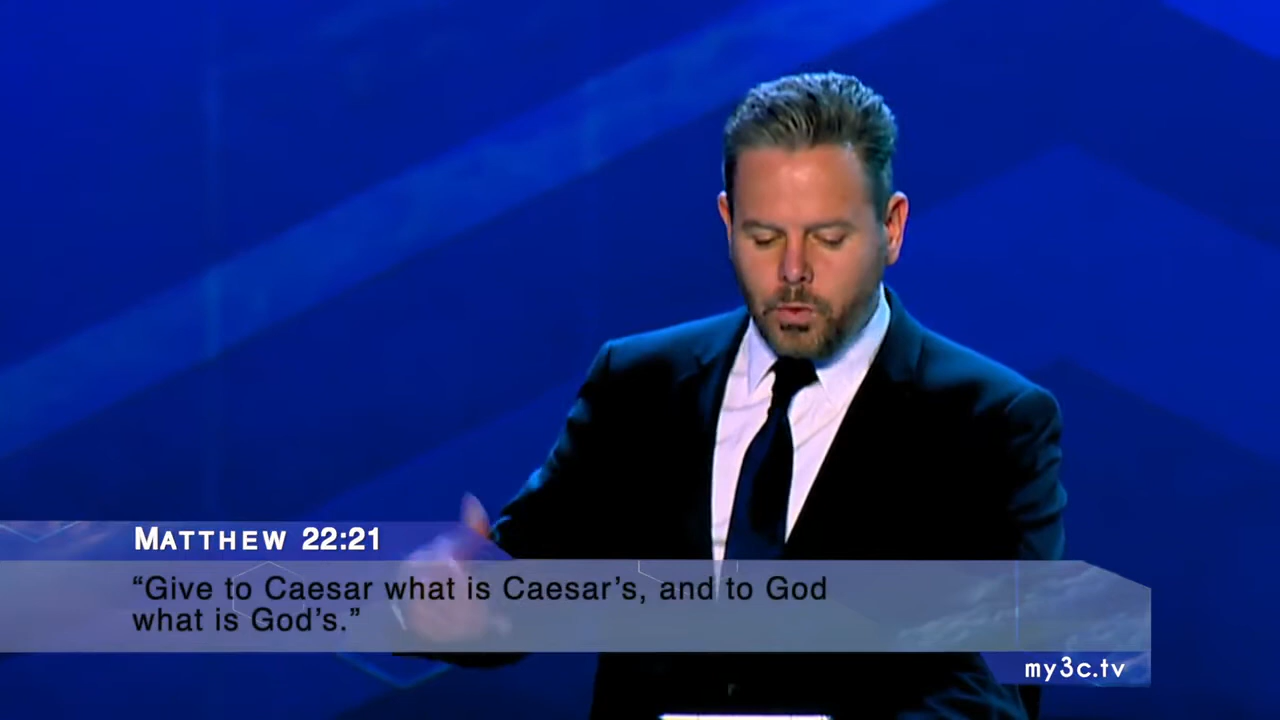 MATTHEW 22:21
“Give to Caesar what is Caesar’s, and to God
what is God’s.”
my3c.tv